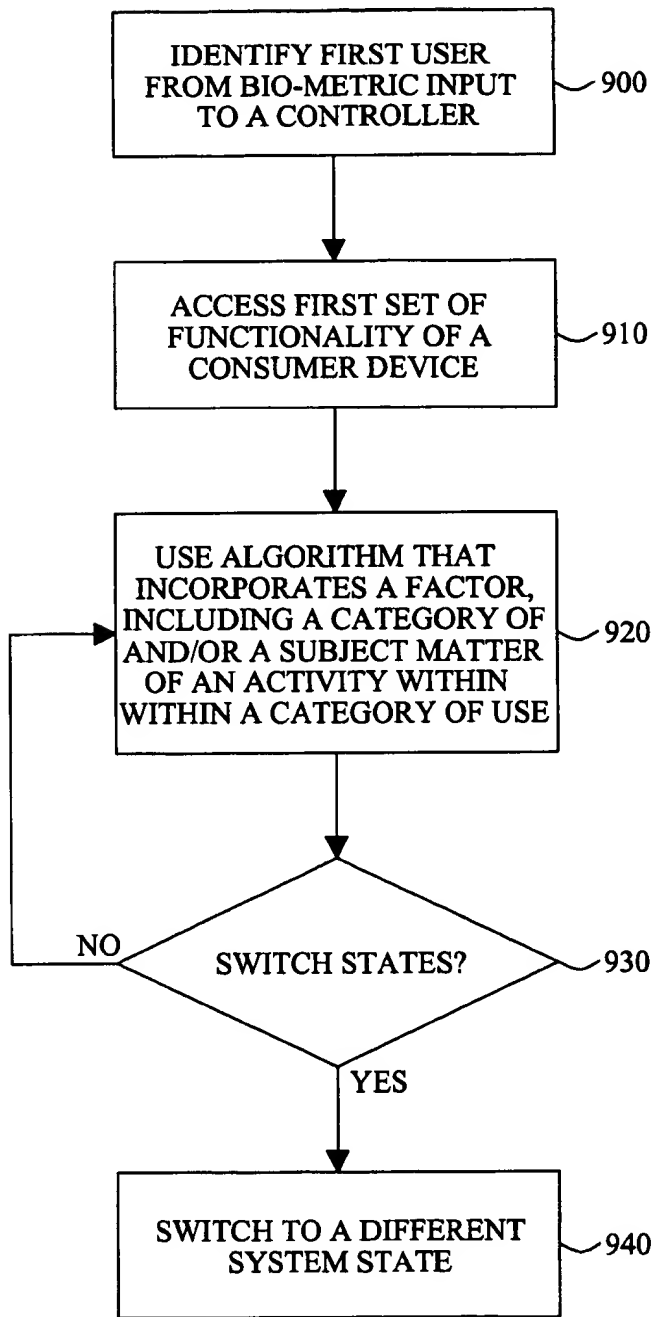 IDENTIFY FIRST USER
FROM BIO-METRIC INPUT
TO A CONTROLLER
900
ACCESS FIRST SET OF
FUNCTIONALITY OF A
CONSUMER DEVICE
910
USE ALGORITHM THAT
INCORPORATES A FACTOR,
INCLUDING A CATEGORY OF
AND/OR A SUBJECT MATTER
OF AN ACTIVITY WITHIN
WITHIN A CATEGORY OF USE
920
NO
SWITCH STATES?
930
YES
SWITCH TO A DIFFERENT
SYSTEM STATE
940